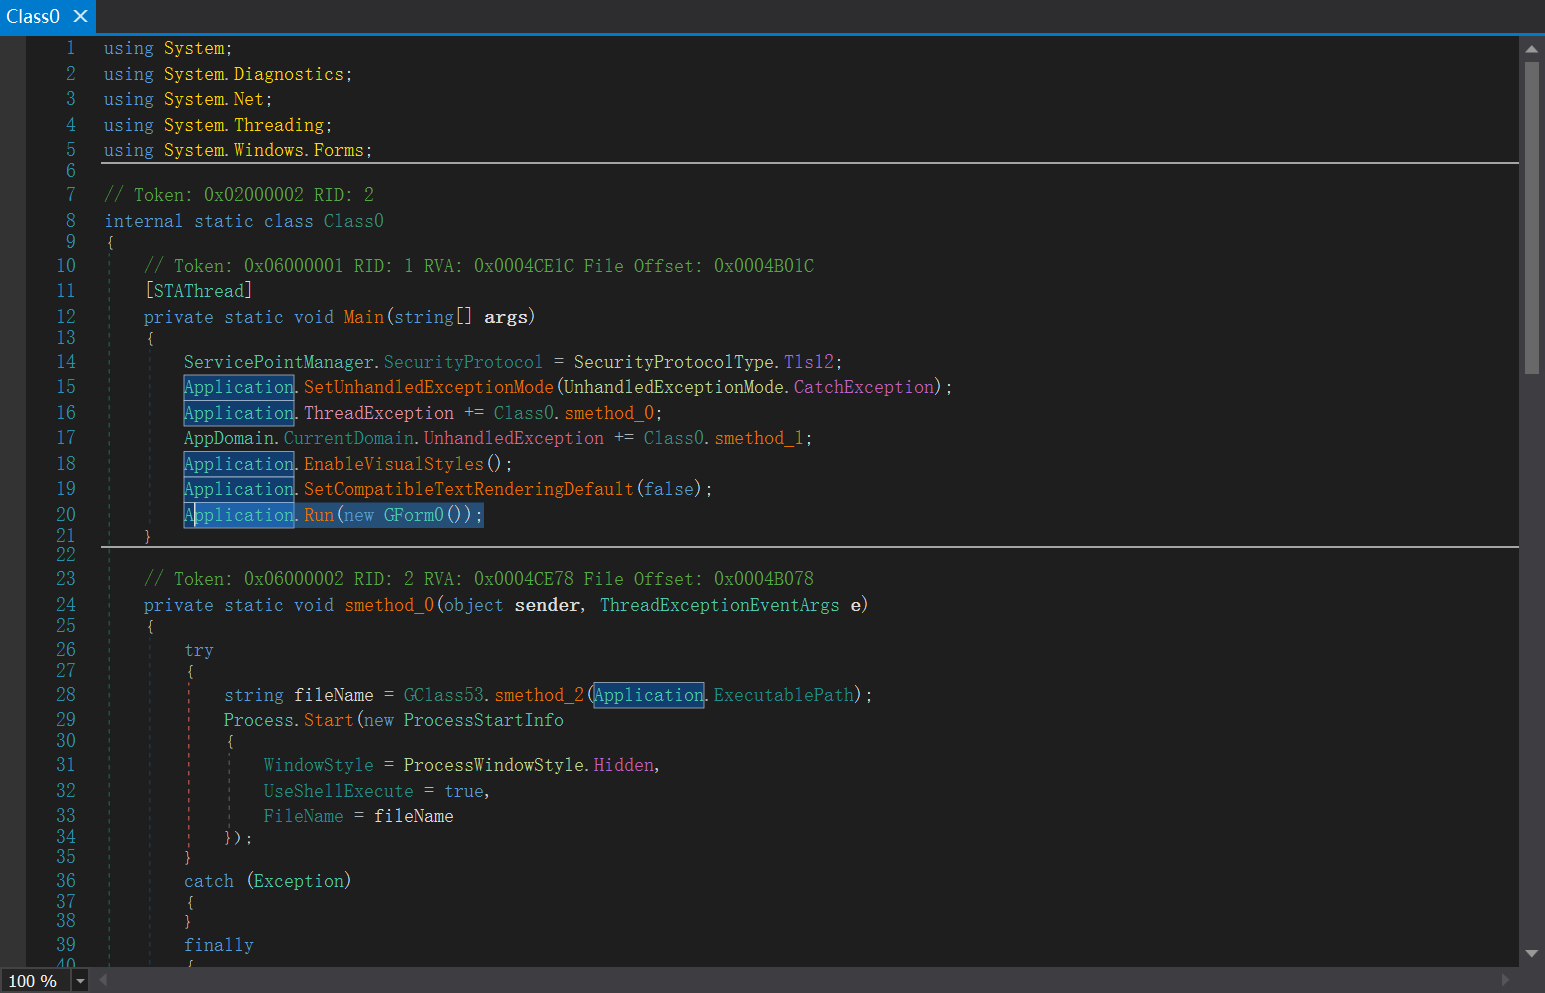 Class0
1 using System;
2 using System.Diagnostics;
3 using System.Net;
4 using System.Threading;
5 using System.Windows.Forms;
6
7 // Token: 0x02000002 RID: 2
8 internal static class Class0
9 {
10 // Token: 0x06000001 RID: 1 RVA: 0x0004CE1C File Offset: 0x0004B01C
11 [STAThread]
12 private static void Main(string[] args)
13 {
14 ServicePointManager.SecurityProtocol = SecurityProtocolType.Tls12;
15 Application.SetUnhandledExceptionMode(UnhandledExceptionMode.CatchException);
16 Application.ThreadException += Class0.smethod_0;
17 AppDomain.CurrentDomain.UnhandledException += Class0.smethod_1;
18 Application.EnableVisualStyles();
19 Application.SetCompatibleTextRenderingDefault(false);
20 Application.Run(new GForm0());
21 }
22
23 // Token: 0x06000002 RID: 2 RVA: 0x0004CE78 File Offset: 0x0004B078
24 private static void smethod_0(object sender, ThreadExceptionEventArgs e)
25 {
26 try
27 {
28 string fileName = GClass53.smethod_2(Application.ExecutablePath);
29 Process.Start(new ProcessStartInfo
30 {
31 WindowStyle = ProcessWindowStyle.Hidden,
32 UseShellExecute = true,
33 FileName = fileName
34 });
35 }
36 catch (Exception)
37 {
38 }
39 finally
40 {
100 %